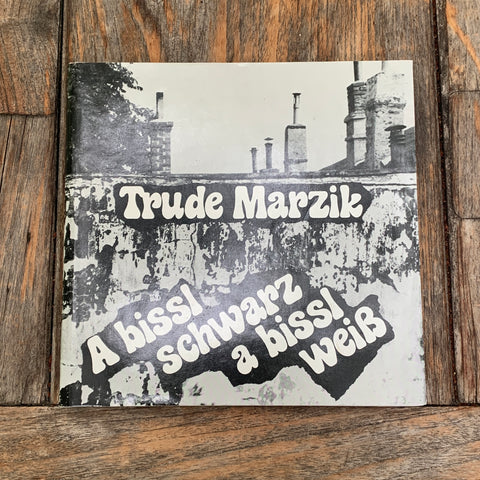 Trude Marzik
A bissl
schwarz
a bissl
weiß